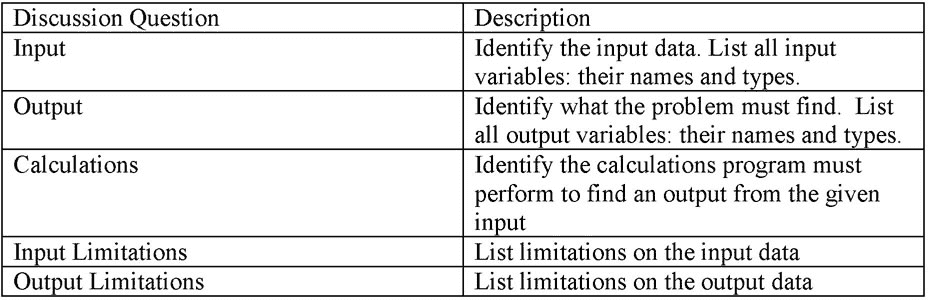 Discussion Question
Description
Input
Identify the input data. List all input
variables: their names and types.
Output
Identify what the problem must find.  List
all output variables: their names and types.
Calculations
Identify the calculations program must
perform to find an output from the given
input
Input Limitations
List limitations on the input data
Output Limitations
List limitations on the output data